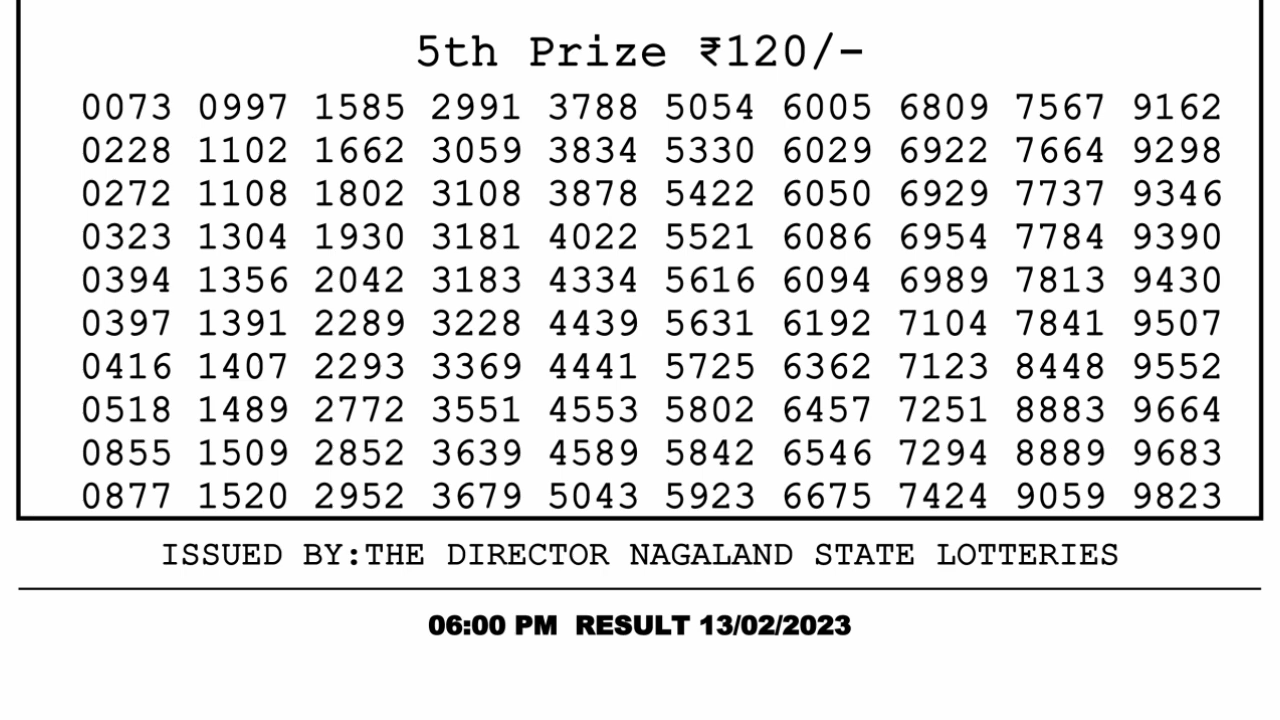 5th Prize ₹120/-
0073 0997 1585 2991 3788 5054 6005 6809 7567 9162
0228 1102 1662 3059 3834 5330 6029 6922 7664 9298
0272 1108 1802 3108 3878 5422 6050 6929 7737 9346
0323 1304 1930 3181 4022 5521 6086 6954 7784 9390
0394 1356 2042 3183 4334 5616 6094 6989 7813 9430
0397 1391 2289 3228 4439 5631 6192 7104 7841 9507
0416 1407 2293 3369 4441 5725 6362 7123 8448 9552
0518 1489 2772 3551 4553 5802 6457 7251 8883 9664
0855 1509 2852 3639 4589 5842 6546 7294 8889 9683
0877 1520 2952 3679 5043 5923 6675 7424 9059 9823
ISSUED BY:THE DIRECTOR NAGALAND STATE LOTTERIES
06:00 PM RESULT 13/02/2023